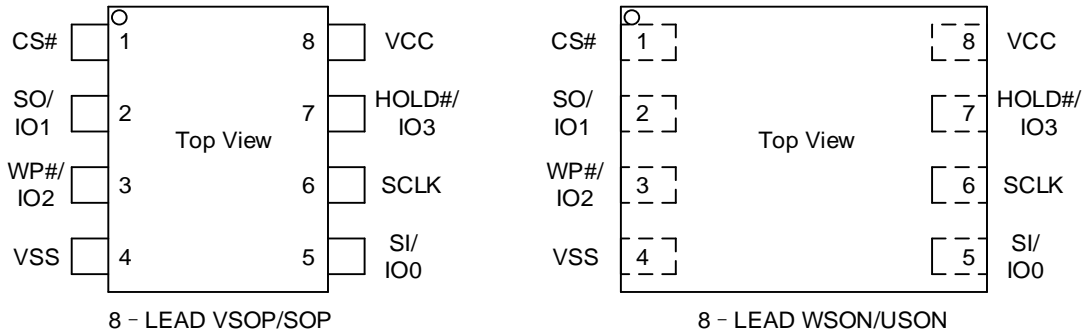 CS# 1 8 VCC
SO/
IO1 2 7 HOLD#/
IO3
Top View
WP#/
IO2 3 6 SCLK
VSS 4 5 SI/
IO0
8 – LEAD VSOP/SOP
CS# 1 8 VCC
SO/
IO1 2 7 HOLD#/
IO3
Top View
WP#/
IO2 3 6 SCLK
VSS 4 5 SI/
IO0
8 – LEAD WSON/USON